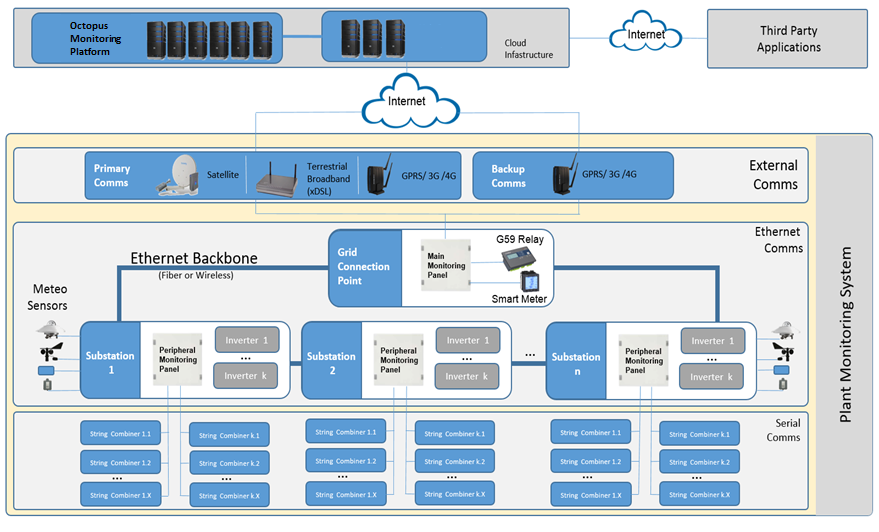 Octopus
Monitoring
Platform
Cloud
Infastructure
Internet
Third Party
Applications
Internet
Primary
Comms
Satellite
Terrestrial
Broadband
(xDSL)
GPRS/ 3G /4G
Backup
Comms
GPRS/ 3G /4G
External
Comms
Ethernet
Comms
Plant Monitoring System
Ethernet Backbone
(Fiber or Wireless)
Grid
Connection
Point
Main
Monitoring
Panel
G59 Relay
Smart Meter
Meteo
Sensors
Substation
1
Peripheral
Monitoring
Panel
Inverter 1
...
Inverter k
Substation
2
Peripheral
Monitoring
Panel
Inverter 1
...
Inverter k
...
Substation
n
Peripheral
Monitoring
Panel
Inverter 1
...
Inverter k
Serial
Comms
String Combiner 1.1
String Combiner 1.2
...
String Combiner 1.X
String Combiner k.1
String Combiner k.2
...
String Combiner k.X
String Combiner 1.1
String Combiner 1.2
...
String Combiner 1.X
String Combiner k.1
String Combiner k.2
...
String Combiner k.X
String Combiner 1.1
String Combiner 1.2
...
String Combiner 1.X
String Combiner k.1
String Combiner k.2
...
String Combiner k.X